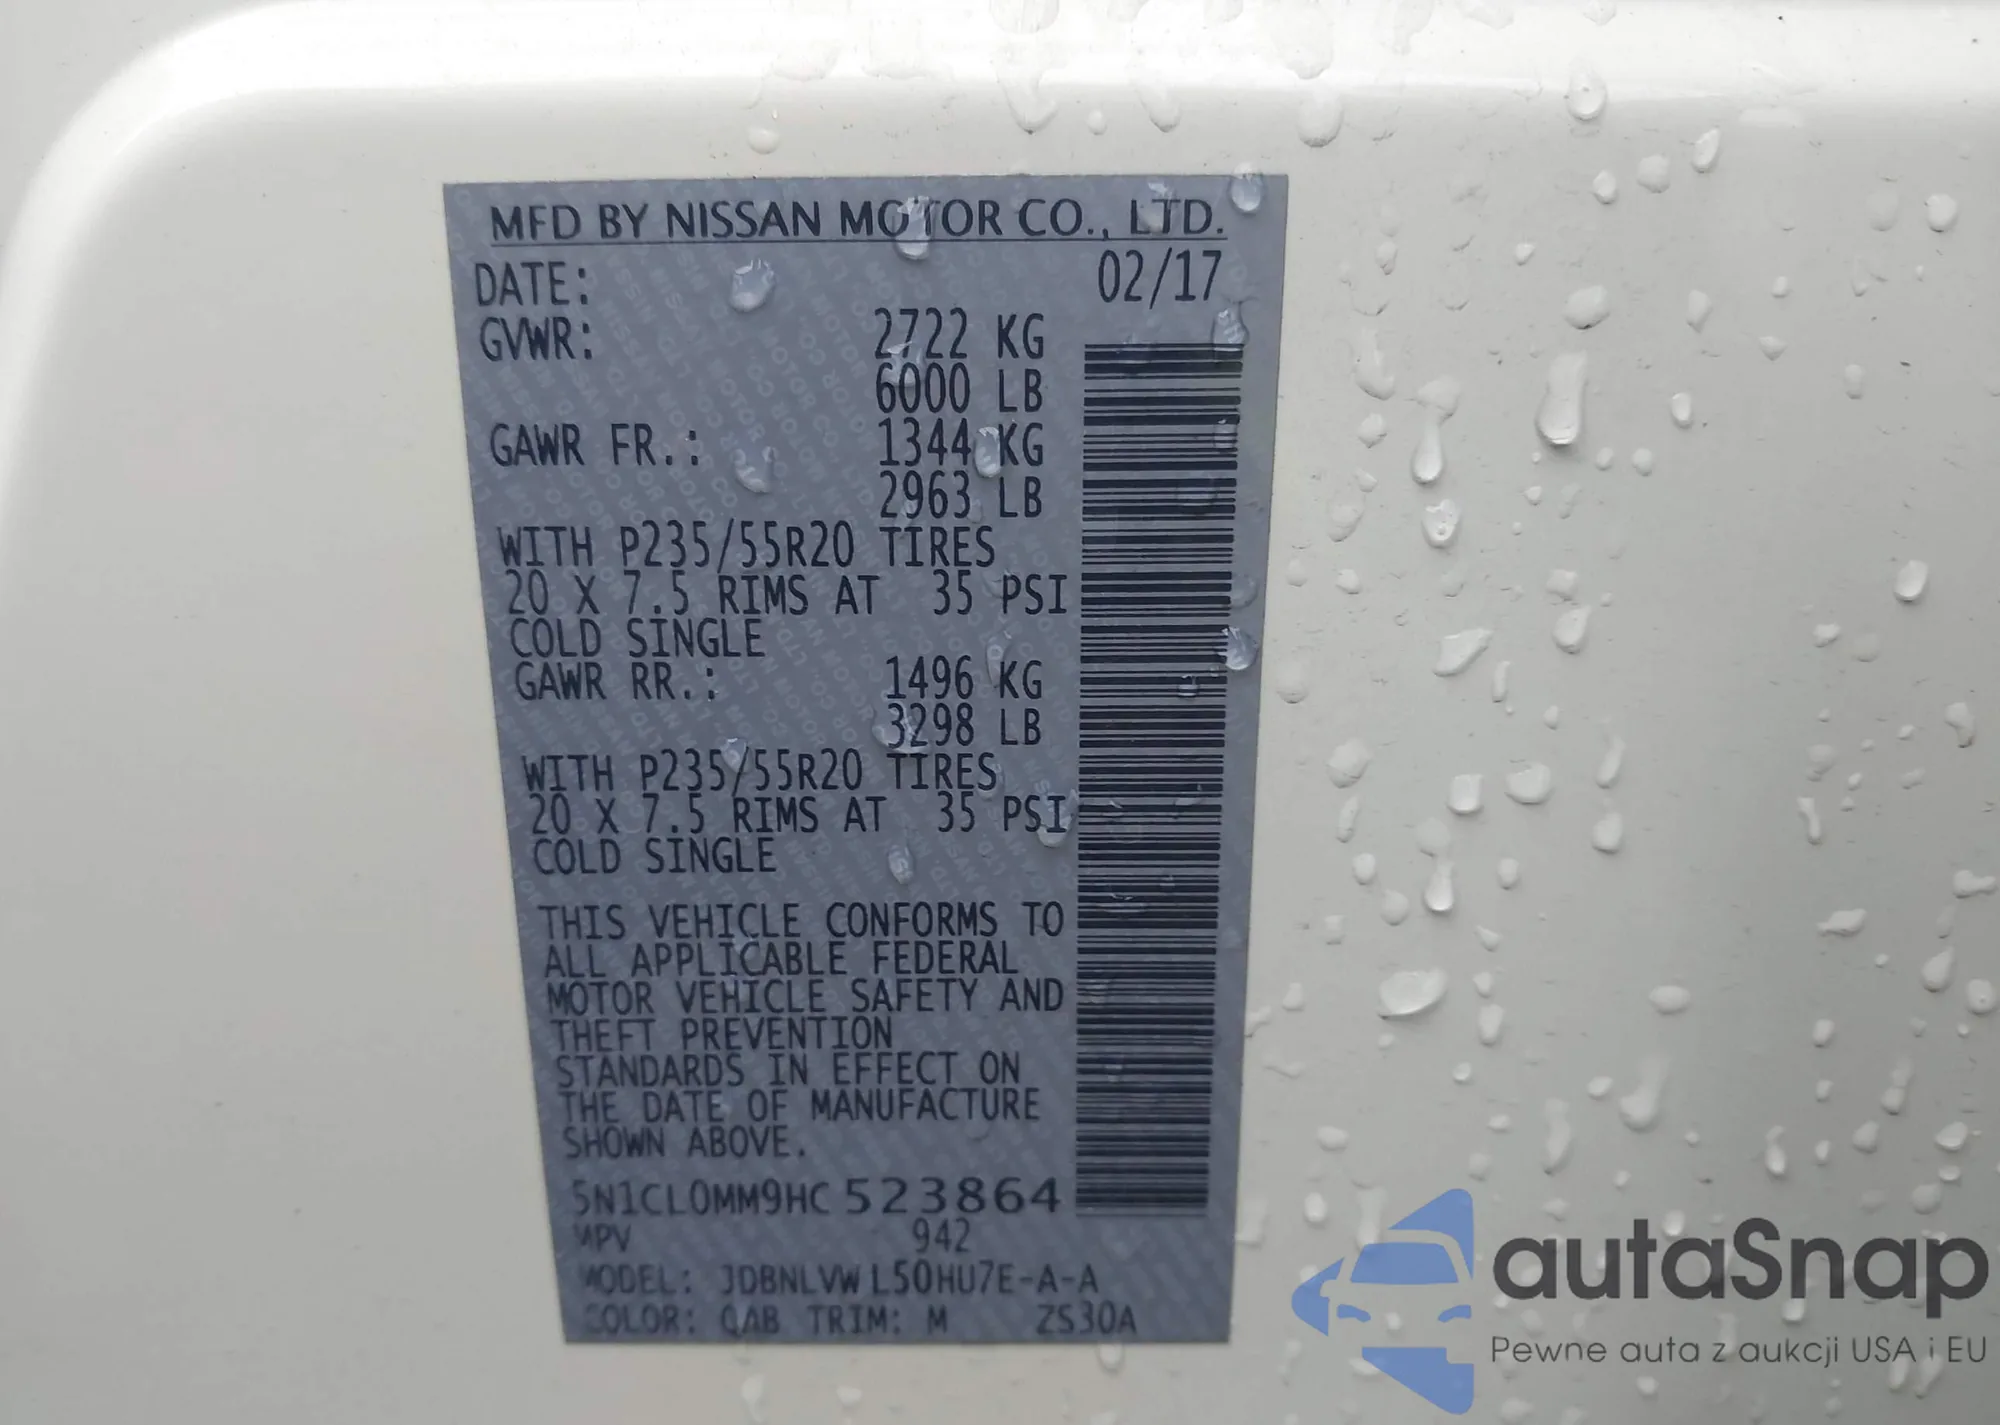 MFD BY NISSAN MOTOR CO., LTD.
DATE: 02/17
GVWR: 2722 KG
6000 LB
GAWR FR.: 1344 KG
2963 LB
WITH P235/55R20 TIRES
20 X 7.5 RIMS AT 35 PSI
COLD SINGLE
GAWR RR.: 1496 KG
3298 LB
WITH P235/55R20 TIRES
20 X 7.5 RIMS AT 35 PSI
COLD SINGLE
THIS VEHICLE CONFORMS TO
ALL APPLICABLE FEDERAL
MOTOR VEHICLE SAFETY AND
THEFT PREVENTION
STANDARDS IN EFFECT ON
THE DATE OF MANUFACTURE
SHOWN ABOVE.
5N1CL0MM9HC523864
MPV 942
MODEL: JDBNLVW L50HU7E-A-A
COLOR: QAB TRIM: M ZS30A
autaSnap
Pewne auta z aukcji USA i EU